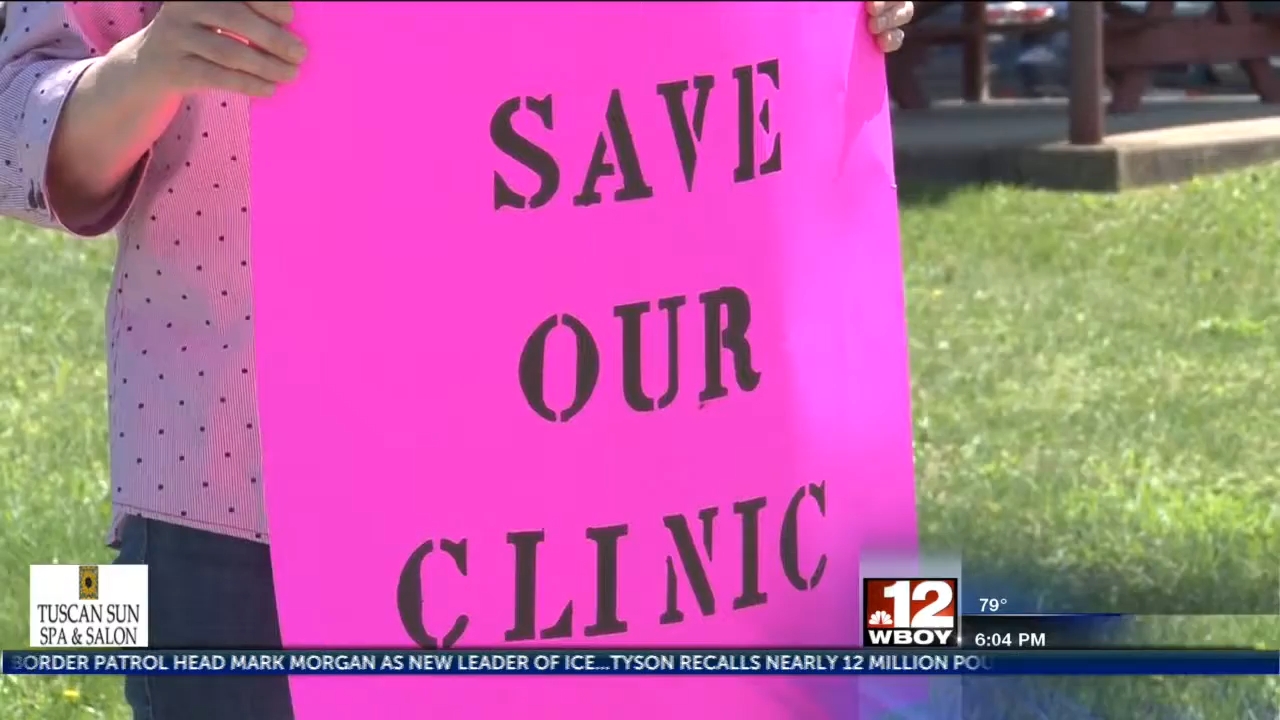 SAVE
OUR
CLINIC
TUSCAN SUN
SPA & SALON
12
WBOY
79°
6:04 PM
BORDER PATROL HEAD MARK MORGAN AS NEW LEADER OF ICE...TYSON RECALLS NEARLY 12 MILLION POU